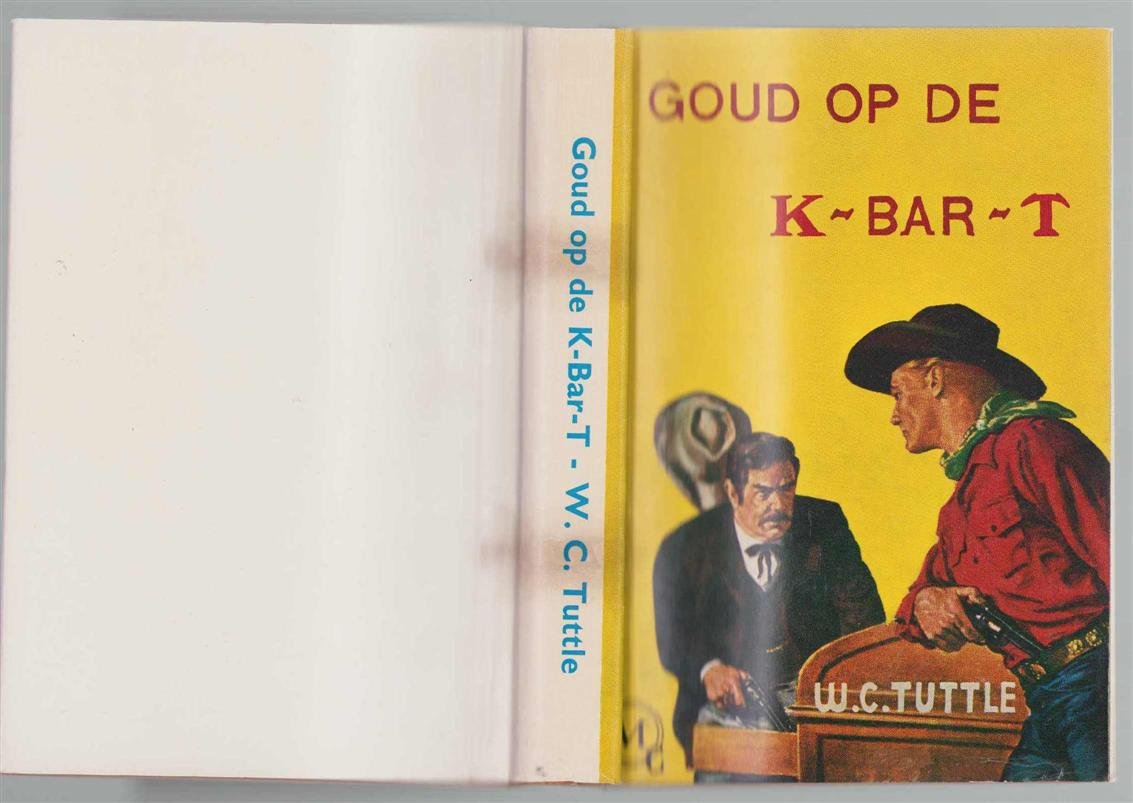 Goud op de K-Bar-T - W. C. Tuttle
GOUD OP DE
K~BAR~T
W.C.TUTTLE